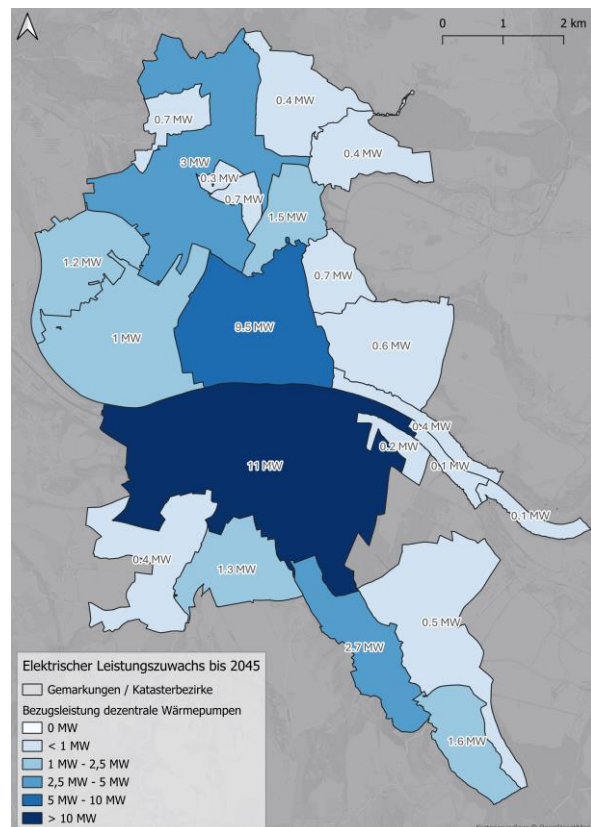 0 1 2 km
0.4 MW
0.7 MW
0.4 MW
3 MW
0.3 MW
0.7 MW
1.5 MW
1.2 MW
0.7 MW
9.5 MW
1 MW
0.6 MW
0.4 MW
0.2 MW
11 MW
0.1 MW
0.1 MW
0.4 MW
1.3 MW
0.5 MW
2.7 MW
1.6 MW
Elektrischer Leistungszuwachs bis 2045
Gemarkungen / Katasterbezirke
Bezugsleistung dezentrale Wärmepumpen
0 MW
< 1 MW
1 MW - 2,5 MW
2,5 MW - 5 MW
5 MW - 10 MW
> 10 MW